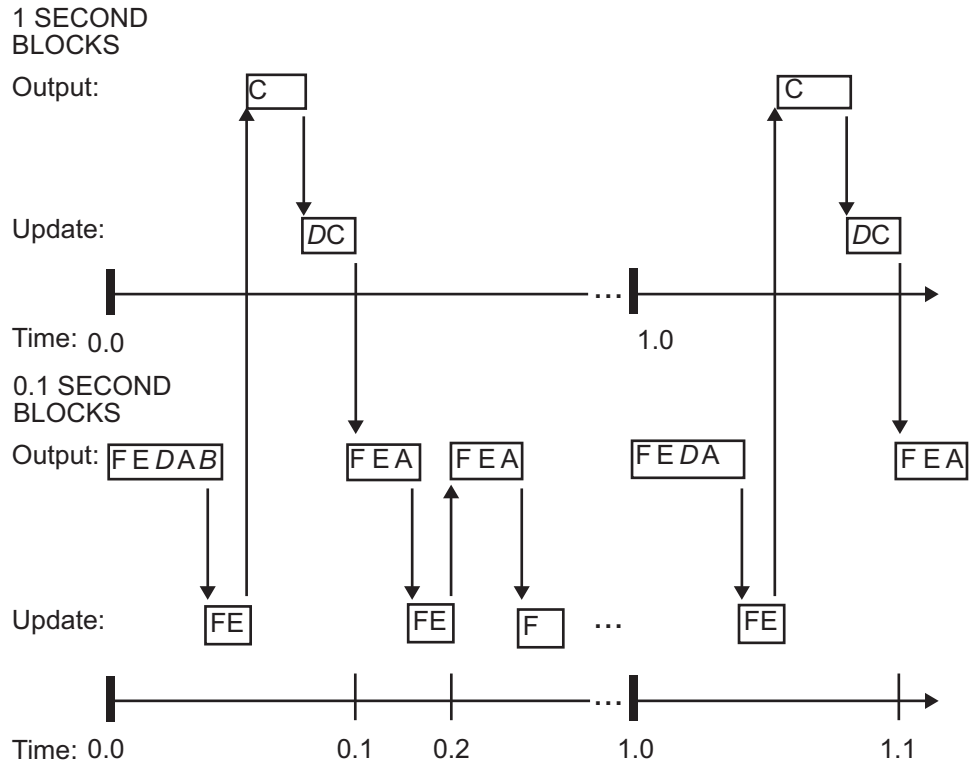 1 SECOND
BLOCKS
Output: C C
Update: DC DC
... 
Time: 0.0 1.0
0.1 SECOND
BLOCKS
Output: F E D A B F E A F E A F E D A F E A
Update: FE FE F ... FE
...
Time: 0.0 0.1 0.2 1.0 1.1